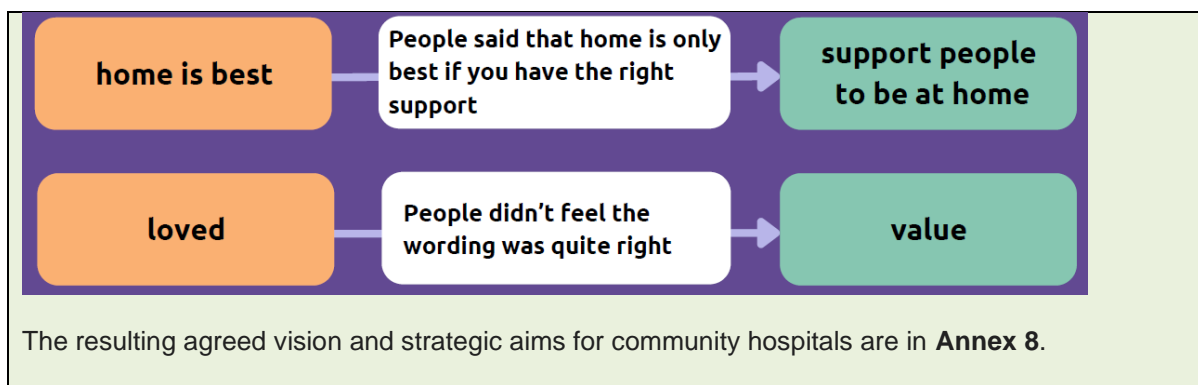 home is best
People said that home is only
best if you have the right
support
support people
to be at home
loved
People didn’t feel the
wording was quite right
value
The resulting agreed vision and strategic aims for community hospitals are in Annex 8.